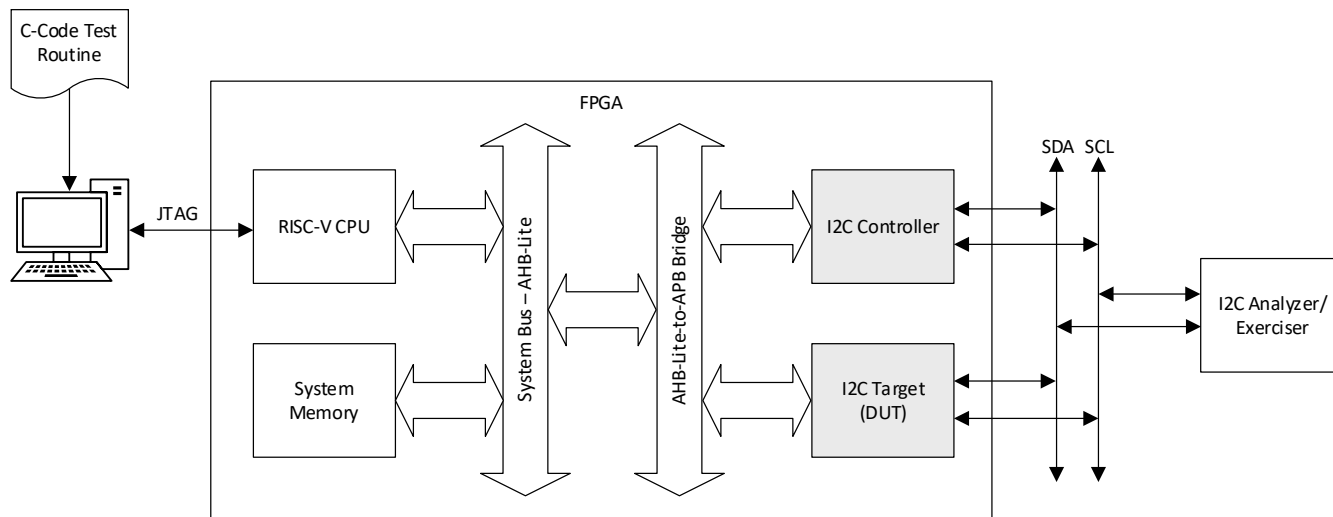 C-Code Test
Routine
FPGA
SDA
SCL
JTAG
RISC-V CPU
System Bus – AHB-Lite
AHB-Lite-to-APB Bridge
I2C Controller
I2C Analyzer/
Exerciser
System
Memory
I2C Target
(DUT)